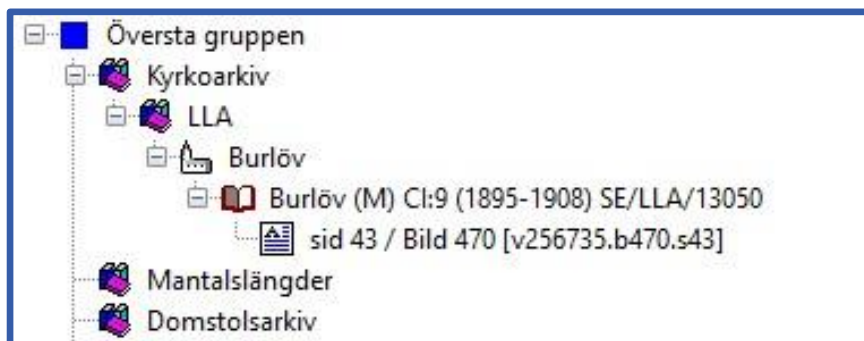 Översta gruppen
Kyrkoarkiv
LLA
Burlöv
Burlöv (M) CI:9 (1895-1908) SE/LLA/13050
sid 43 / Bild 470 [v256735.b470.s43]
Mantalslängder
Domstolsarkiv